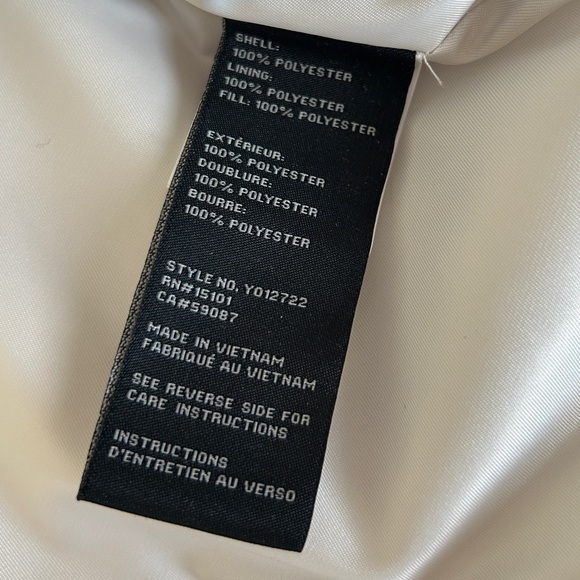 SHELL:
100% POLYESTER
LINING:
100% POLYESTER
FILL: 100% POLYESTER
EXTÉRIEUR:
100% POLYESTER
DOUBLURE:
100% POLYESTER
BOURRE:
100% POLYESTER
STYLE NO, YO12722
RN#15101
CA#59087
MADE IN VIETNAM
FABRIQUÉ AU VIETNAM
SEE REVERSE SIDE FOR
CARE INSTRUCTIONS
INSTRUCTIONS
D'ENTRETIEN AU VERSO